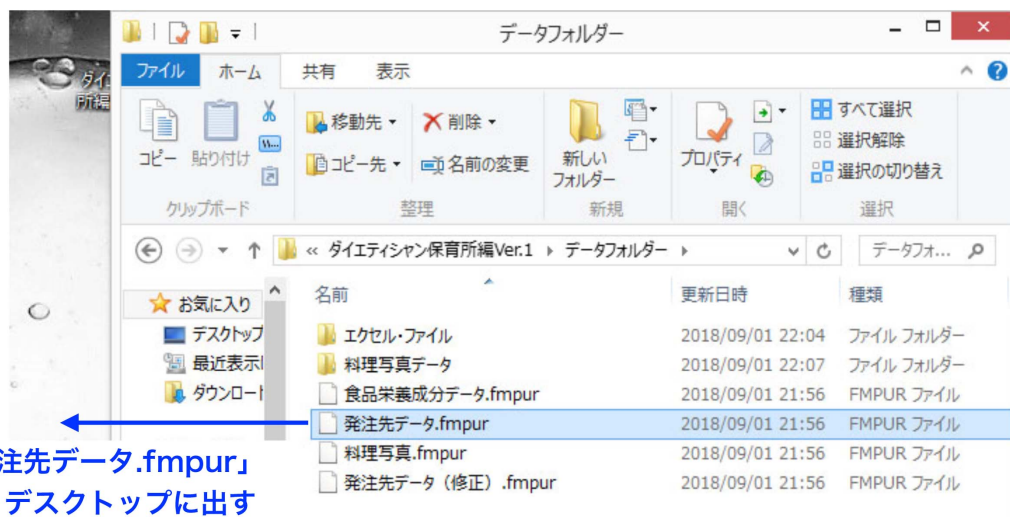 データフォルダー
ファイル ホーム 共有 表示
コピー 貼り付け 移動先 削除 コピー先 名前の変更 新しいフォルダー プロパティ すべて選択 選択解除 選択の切り替え
クリップボード 整理 新規 開く 選択
« ダイエティシャン保育所編Ver.1 データフォルダー データフォ...
お気に入り 名前 更新日時 種類
デスクトップ エクセル・ファイル 2018/09/01 22:04 ファイル フォルダー
最近表示 料理写真データ 2018/09/01 22:07 ファイル フォルダー
ダウンロー 食品栄養成分データ.fmpur 2018/09/01 21:56 FMPUR ファイル
発注先データ.fmpur 2018/09/01 21:56 FMPUR ファイル
料理写真.fmpur 2018/09/01 21:56 FMPUR ファイル
発注先データ（修正）.fmpur 2018/09/01 21:56 FMPUR ファイル
注先データ.fmpur」
デスクトップに出す